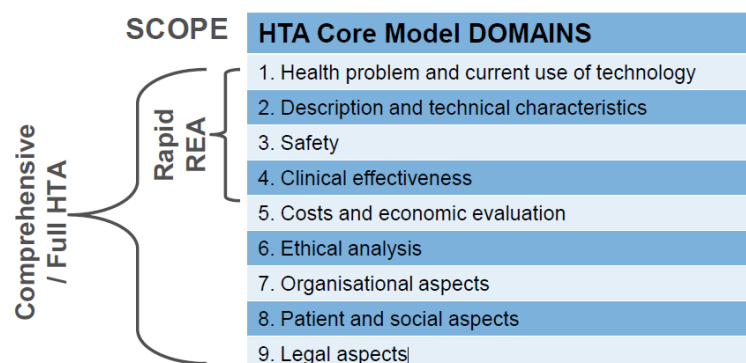 SCOPE
HTA Core Model DOMAINS
Comprehensive
/ Full HTA
Rapid
REA
1. Health problem and current use of technology
2. Description and technical characteristics
3. Safety
4. Clinical effectiveness
5. Costs and economic evaluation
6. Ethical analysis
7. Organisational aspects
8. Patient and social aspects
9. Legal aspects